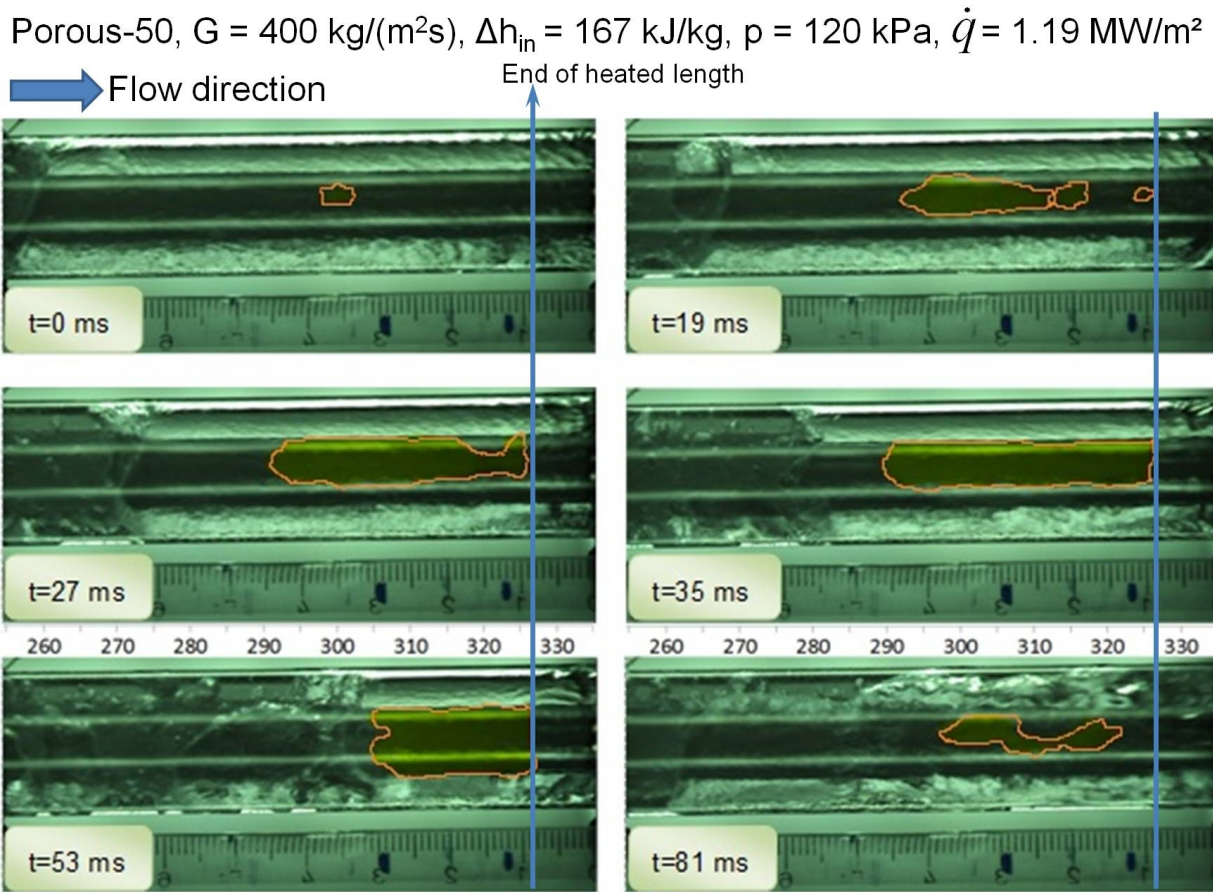 Porous-50, G = 400 kg/(m²s), Δhᵢₙ = 167 kJ/kg, p = 120 kPa, q̇ = 1.19 MW/m²
End of heated length
Flow direction
t=0 ms
t=19 ms
t=27 ms
t=35 ms
260 270 280 290 300 310 320 330
260 270 280 290 300 310 320 330
t=53 ms
t=81 ms